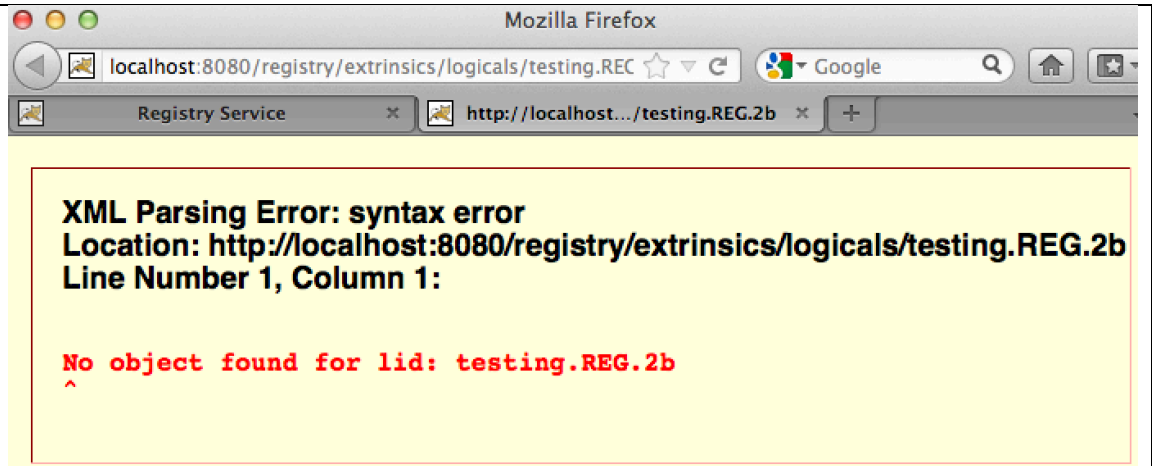 Mozilla Firefox
localhost:8080/registry/extrinsics/logicals/testing.REC
Google
Registry Service
http://localhost.../testing.REG.2b
XML Parsing Error: syntax error
Location: http://localhost:8080/registry/extrinsics/logicals/testing.REG.2b
Line Number 1, Column 1:
No object found for lid: testing.REG.2b
^